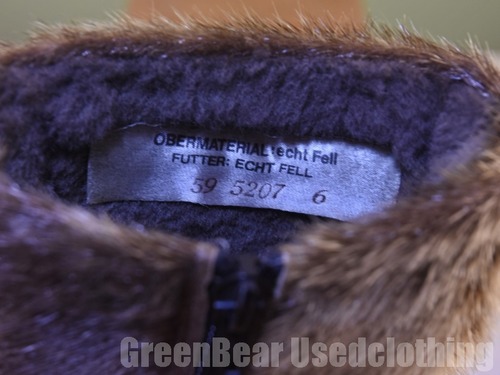 OBERMATERIAL: echt Fell
FUTTER: ECHT FELL
59 5207 6
GreenBear Usedclothing